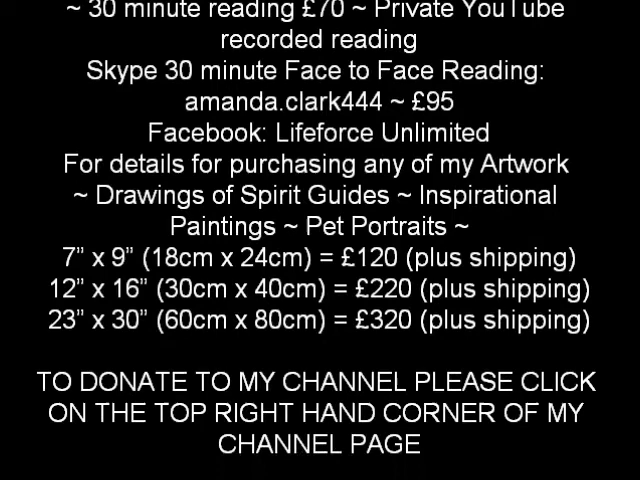 ~ 30 minute reading £70 ~ Private YouTube
recorded reading
Skype 30 minute Face to Face Reading:
amanda.clark444 ~ £95
Facebook: Lifeforce Unlimited
For details for purchasing any of my Artwork
~ Drawings of Spirit Guides ~ Inspirational
Paintings ~ Pet Portraits ~
7” x 9” (18cm x 24cm) = £120 (plus shipping)
12” x 16” (30cm x 40cm) = £220 (plus shipping)
23” x 30” (60cm x 80cm) = £320 (plus shipping)
TO DONATE TO MY CHANNEL PLEASE CLICK
ON THE TOP RIGHT HAND CORNER OF MY
CHANNEL PAGE